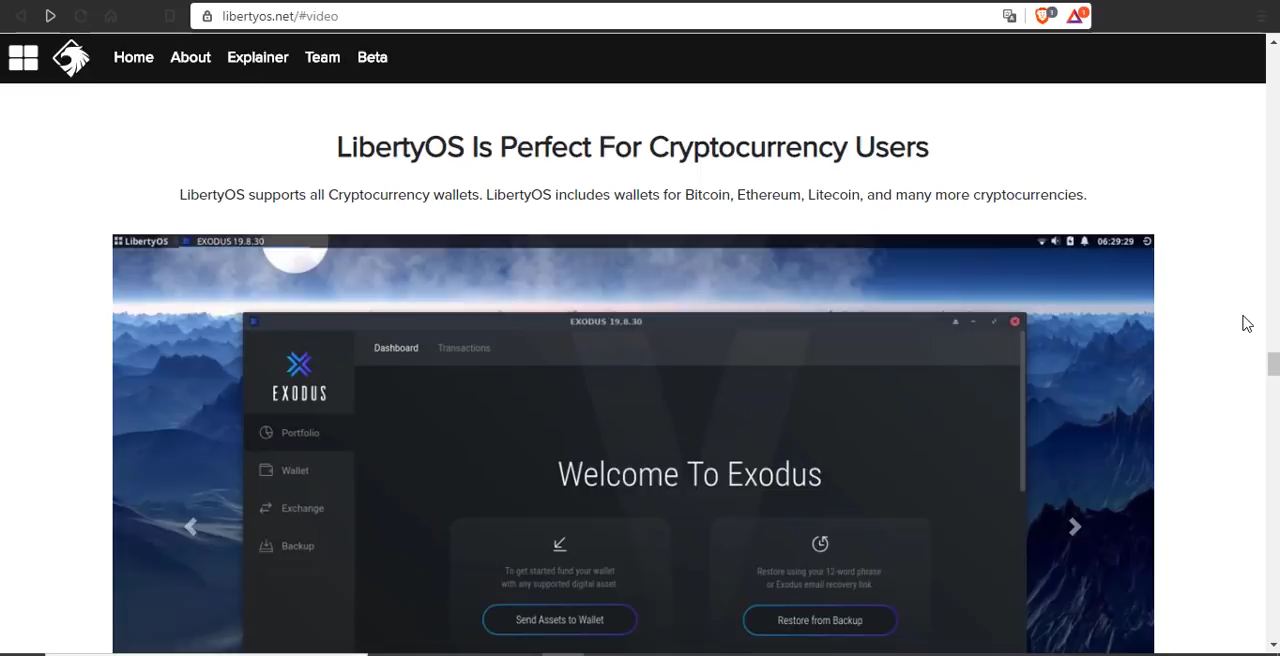 libertyos.net/#video
1
1
Home About Explainer Team Beta
LibertyOS Is Perfect For Cryptocurrency Users
LibertyOS supports all Cryptocurrency wallets. LibertyOS includes wallets for Bitcoin, Ethereum, Litecoin, and many more cryptocurrencies.
LibertyOS EXODUS 19.8.30 06:29:29
EXODUS 19.8.30
Dashboard Transactions
EXODUS
Portfolio
Wallet
Exchange
Backup
Welcome To Exodus
To get started fund your wallet
with any supported digital asset
Send Assets to Wallet
Restore using your 12-word phrase
or Exodus email recovery link
Restore from Backup